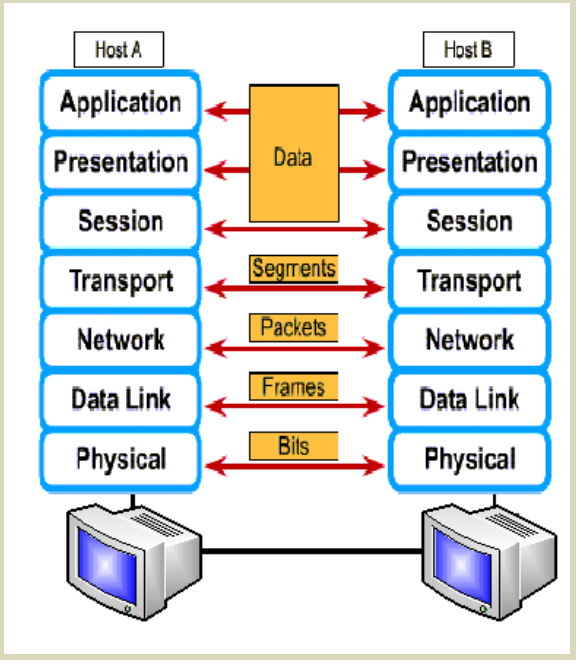 Host A
Host B
Application
Application
Presentation
Data
Presentation
Session
Session
Segments
Transport
Transport
Packets
Network
Network
Frames
Data Link
Data Link
Bits
Physical
Physical